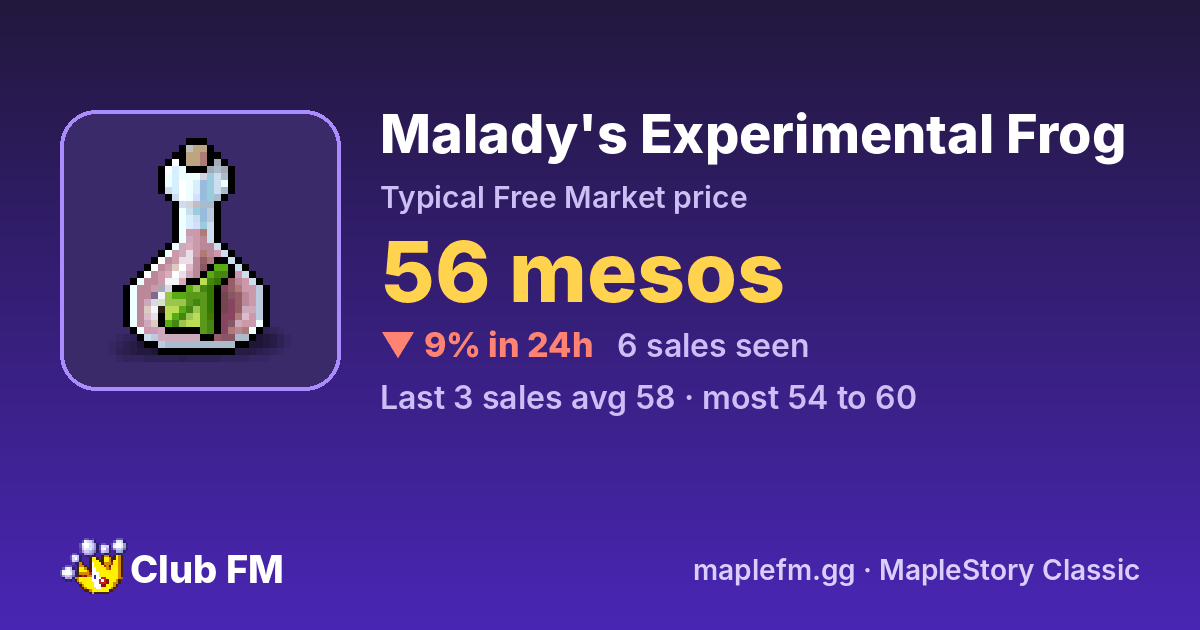 Malady's Experimental Frog
Typical Free Market price
56 mesos
▼ 9% in 24h 6 sales seen
Last 3 sales avg 58 · most 54 to 60
Club FM
maplefm.gg · MapleStory Classic